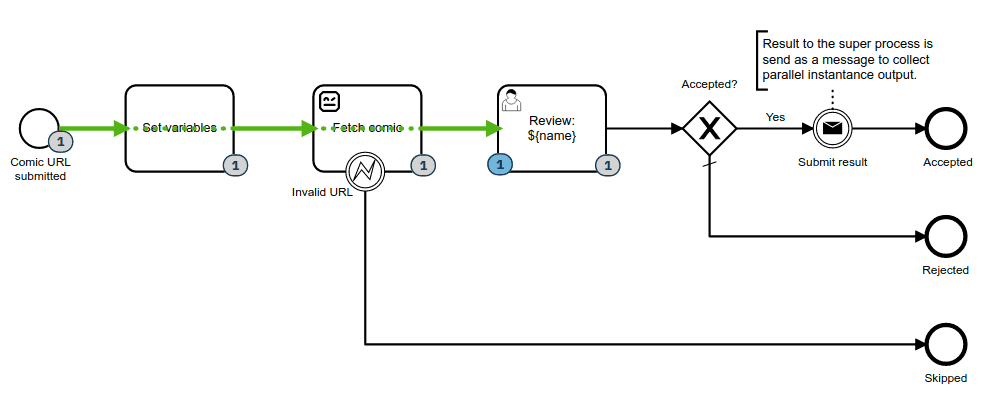 Comic URL
submitted
1
Set variables
1
Fetch comic
1
Invalid URL
Review:
${name}
1
1
Accepted?
X
Yes
Result to the super process is
send as a message to collect
parallel instantance output.
Submit result
Accepted
Rejected
Skipped